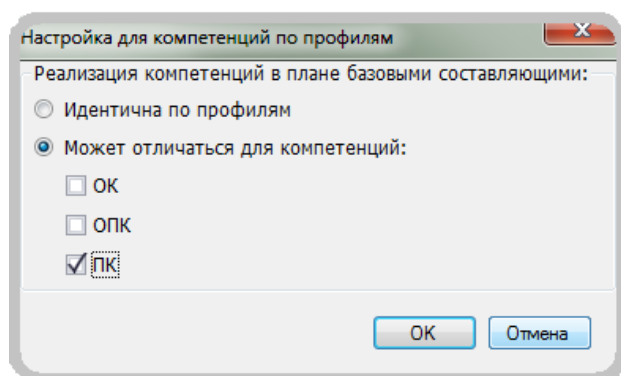 Настройка для компетенций по профилям
Реализация компетенций в плане базовыми составляющими:
Идентична по профилям
Может отличаться для компетенций:
ОК
ОПК
ПК
OK
Отмена